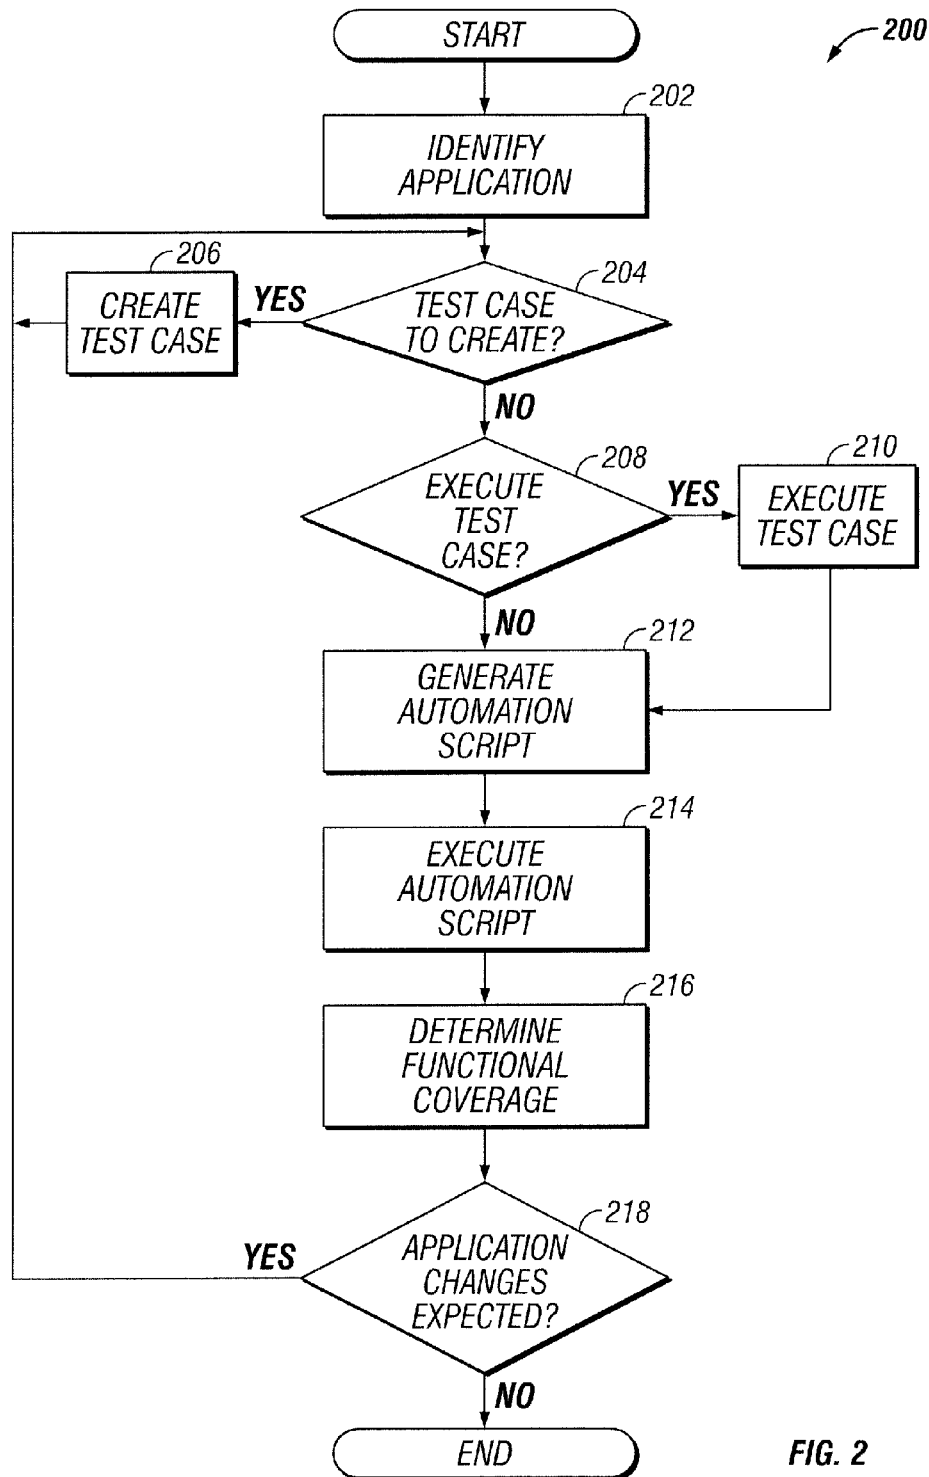 START
200
202
IDENTIFY
APPLICATION
206
CREATE
TEST CASE
YES
204
TEST CASE
TO CREATE?
NO
208
EXECUTE
TEST
CASE?
YES
210
EXECUTE
TEST CASE
NO
212
GENERATE
AUTOMATION
SCRIPT
214
EXECUTE
AUTOMATION
SCRIPT
216
DETERMINE
FUNCTIONAL
COVERAGE
218
YES
APPLICATION
CHANGES
EXPECTED?
NO
END
FIG. 2